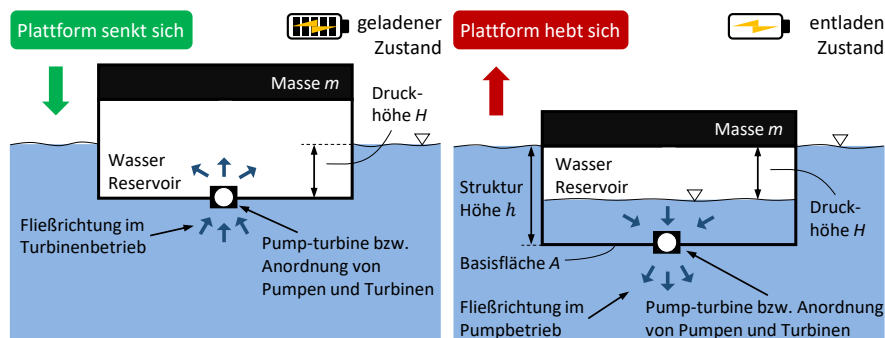 Plattform senkt sich
geladener
Zustand
Masse m
Druck-
höhe H
Wasser
Reservoir
Fließrichtung im
Turbinenbetrieb
Pump-turbine bzw.
Anordnung von
Pumpen und Turbinen
Plattform hebt sich
entladen
Zustand
Masse m
Wasser
Reservoir
Struktur
Höhe h
Druck-
höhe H
Basisfläche A
Fließrichtung im
Pumpbetrieb
Pump-turbine bzw. Anordnung
von Pumpen und Turbinen